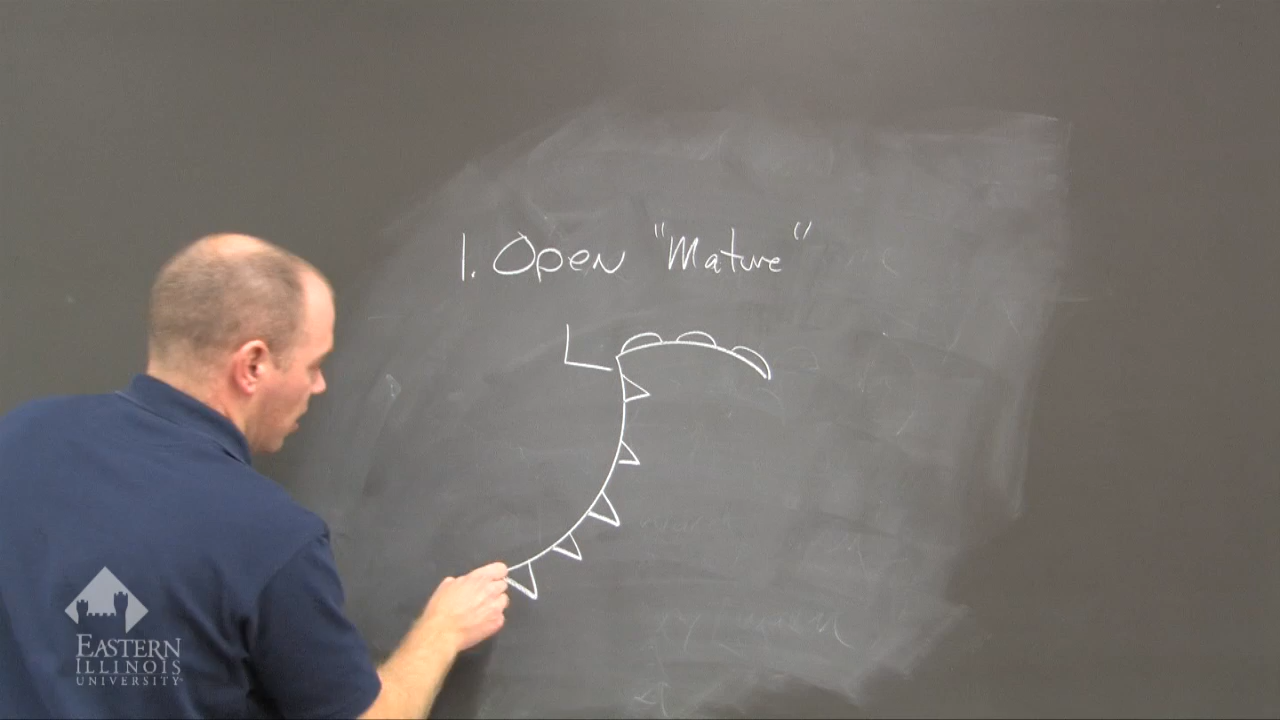 1. Open "Mature"
L
EASTERN
ILLINOIS
UNIVERSITY